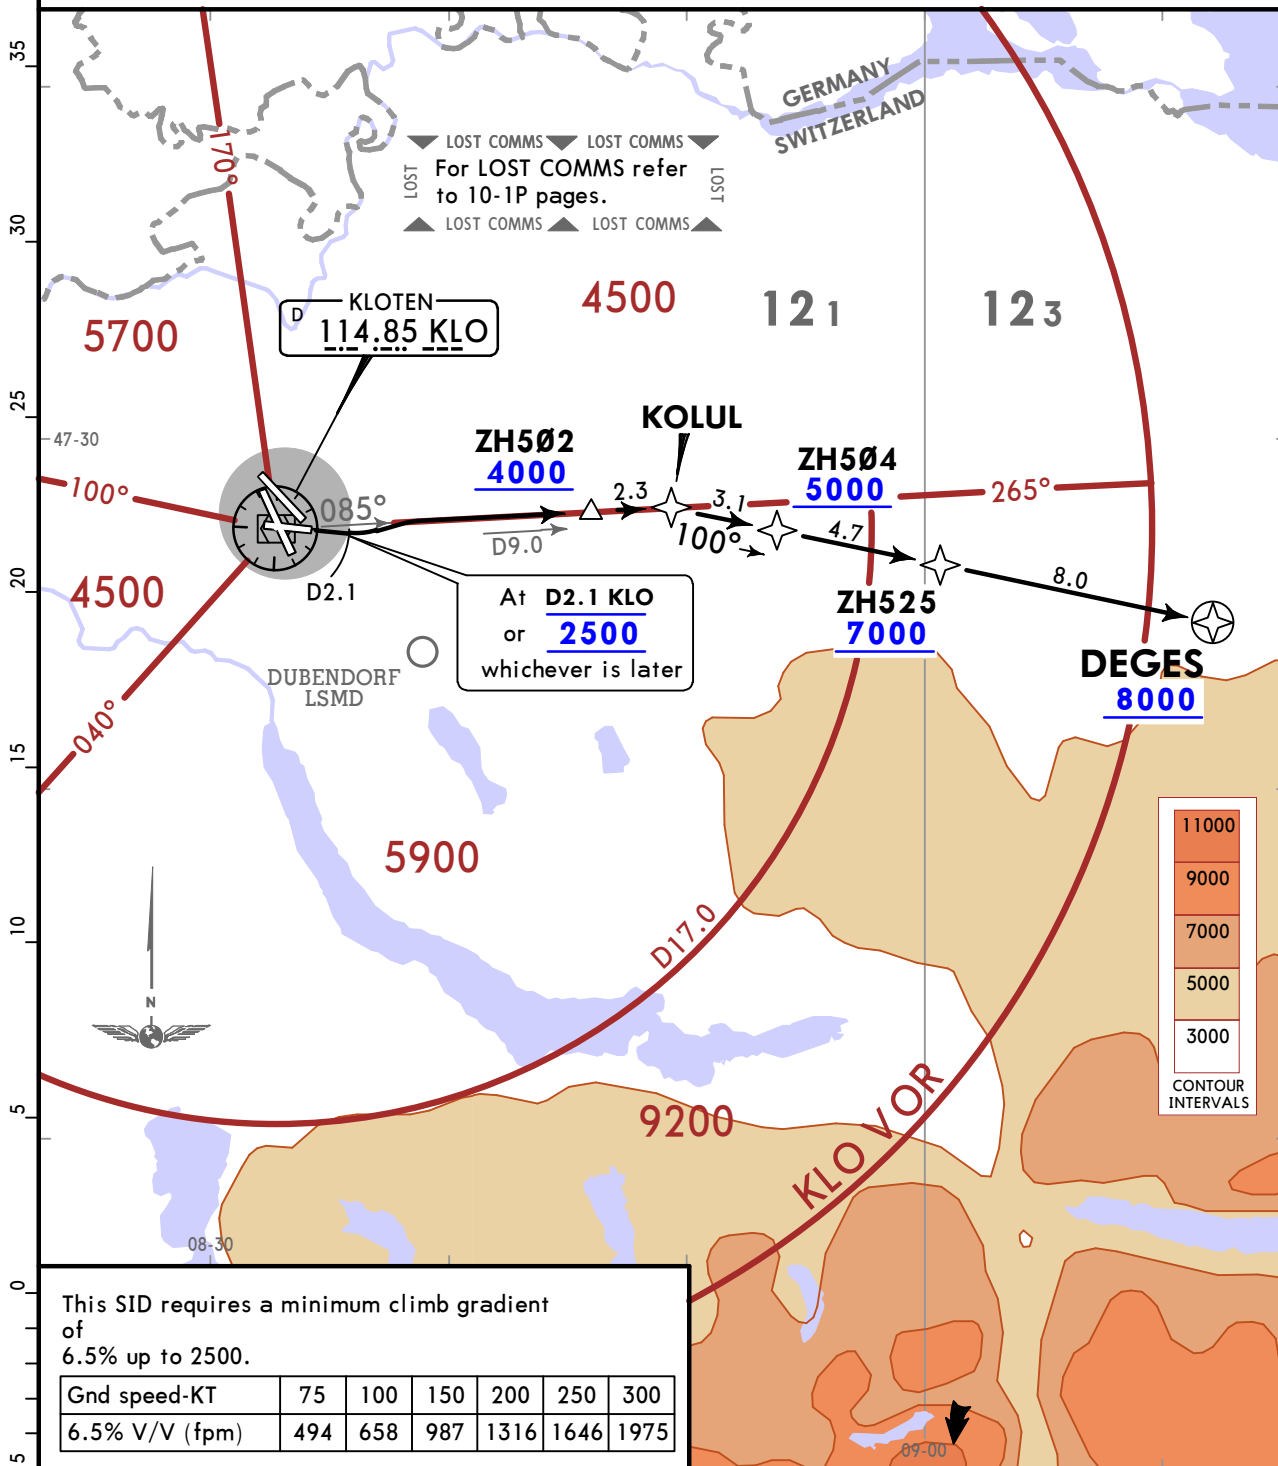 35
GERMANY
SWITZERLAND
170°
LOST COMMS LOST COMMS
LOST
For LOST COMMS refer
to 10-1P pages.
LOST
LOST COMMS LOST COMMS
30
4500
12 1
12 3
5700
KLOTEN
D
114.85 KLO
25
47-30
KOLUL
ZH5Ø2
4000
ZH5Ø4
5000
100°
085°
2.3
3.1
265°
D9.0
100°
4.7
8.0
20
4500
D2.1
At D2.1 KLO
or 2500
whichever is later
ZH525
7000
DUBENDORF
LSMD
DEGES
8000
040°
15
5900
11000
9000
7000
5000
3000
CONTOUR
INTERVALS
10
D17.0
N
5
9200
KLO VOR
08-30
0
This SID requires a minimum climb gradient
of
6.5% up to 2500.
Gnd speed-KT 75 100 150 200 250 300
6.5% V/V (fpm) 494 658 987 1316 1646 1975
09-00
5